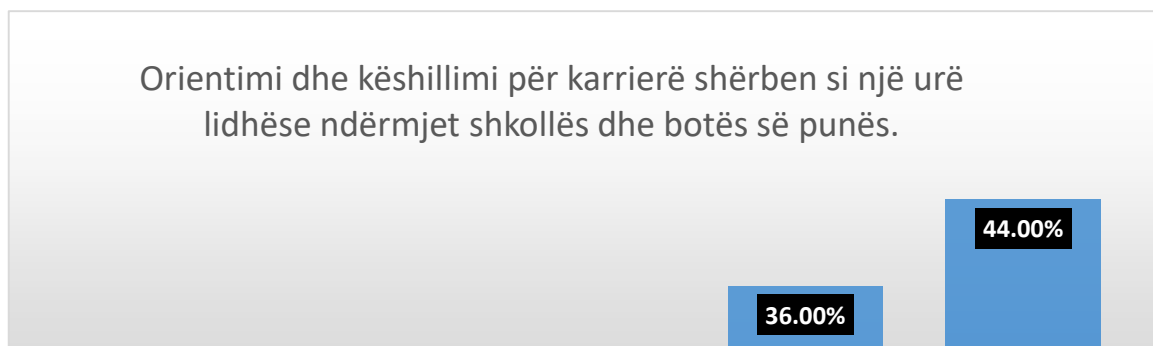 Orientimi dhe këshillimi për karrierë shërben si një urë
lidhëse ndërmjet shkollës dhe botës së punës.
44.00%
36.00%